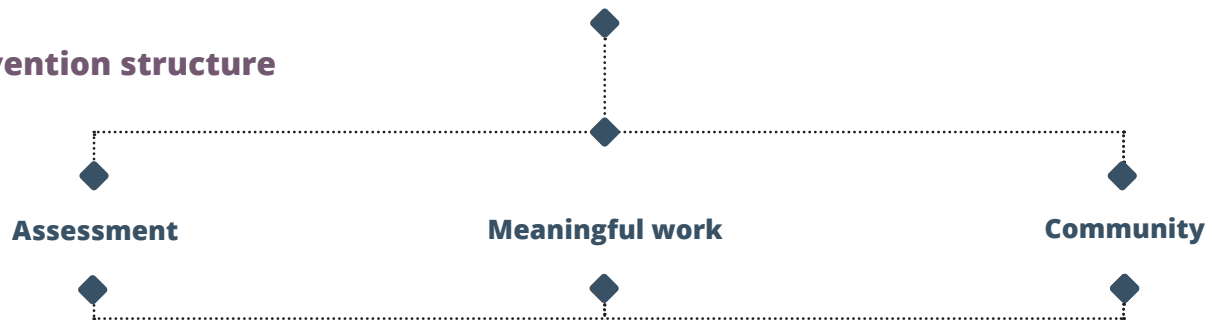 vention structure
Assessment
Meaningful work
Community